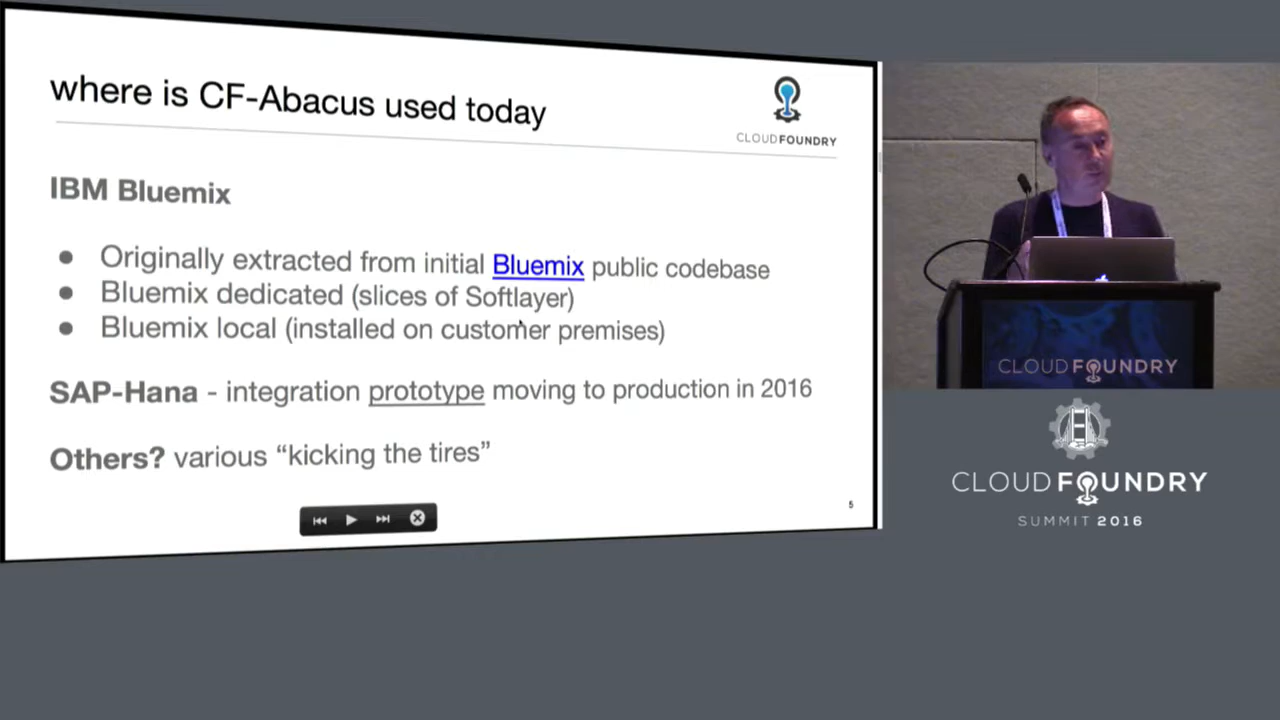 where is CF-Abacus used today
CLOUDFOUNDRY
IBM Bluemix
● Originally extracted from initial Bluemix public codebase
● Bluemix dedicated (slices of Softlayer)
● Bluemix local (installed on customer premises)
SAP-Hana - integration prototype moving to production in 2016
Others? various “kicking the tires”
5
CLOUD FOUNDRY
CLOUD FOUNDRY
SUMMIT 2016